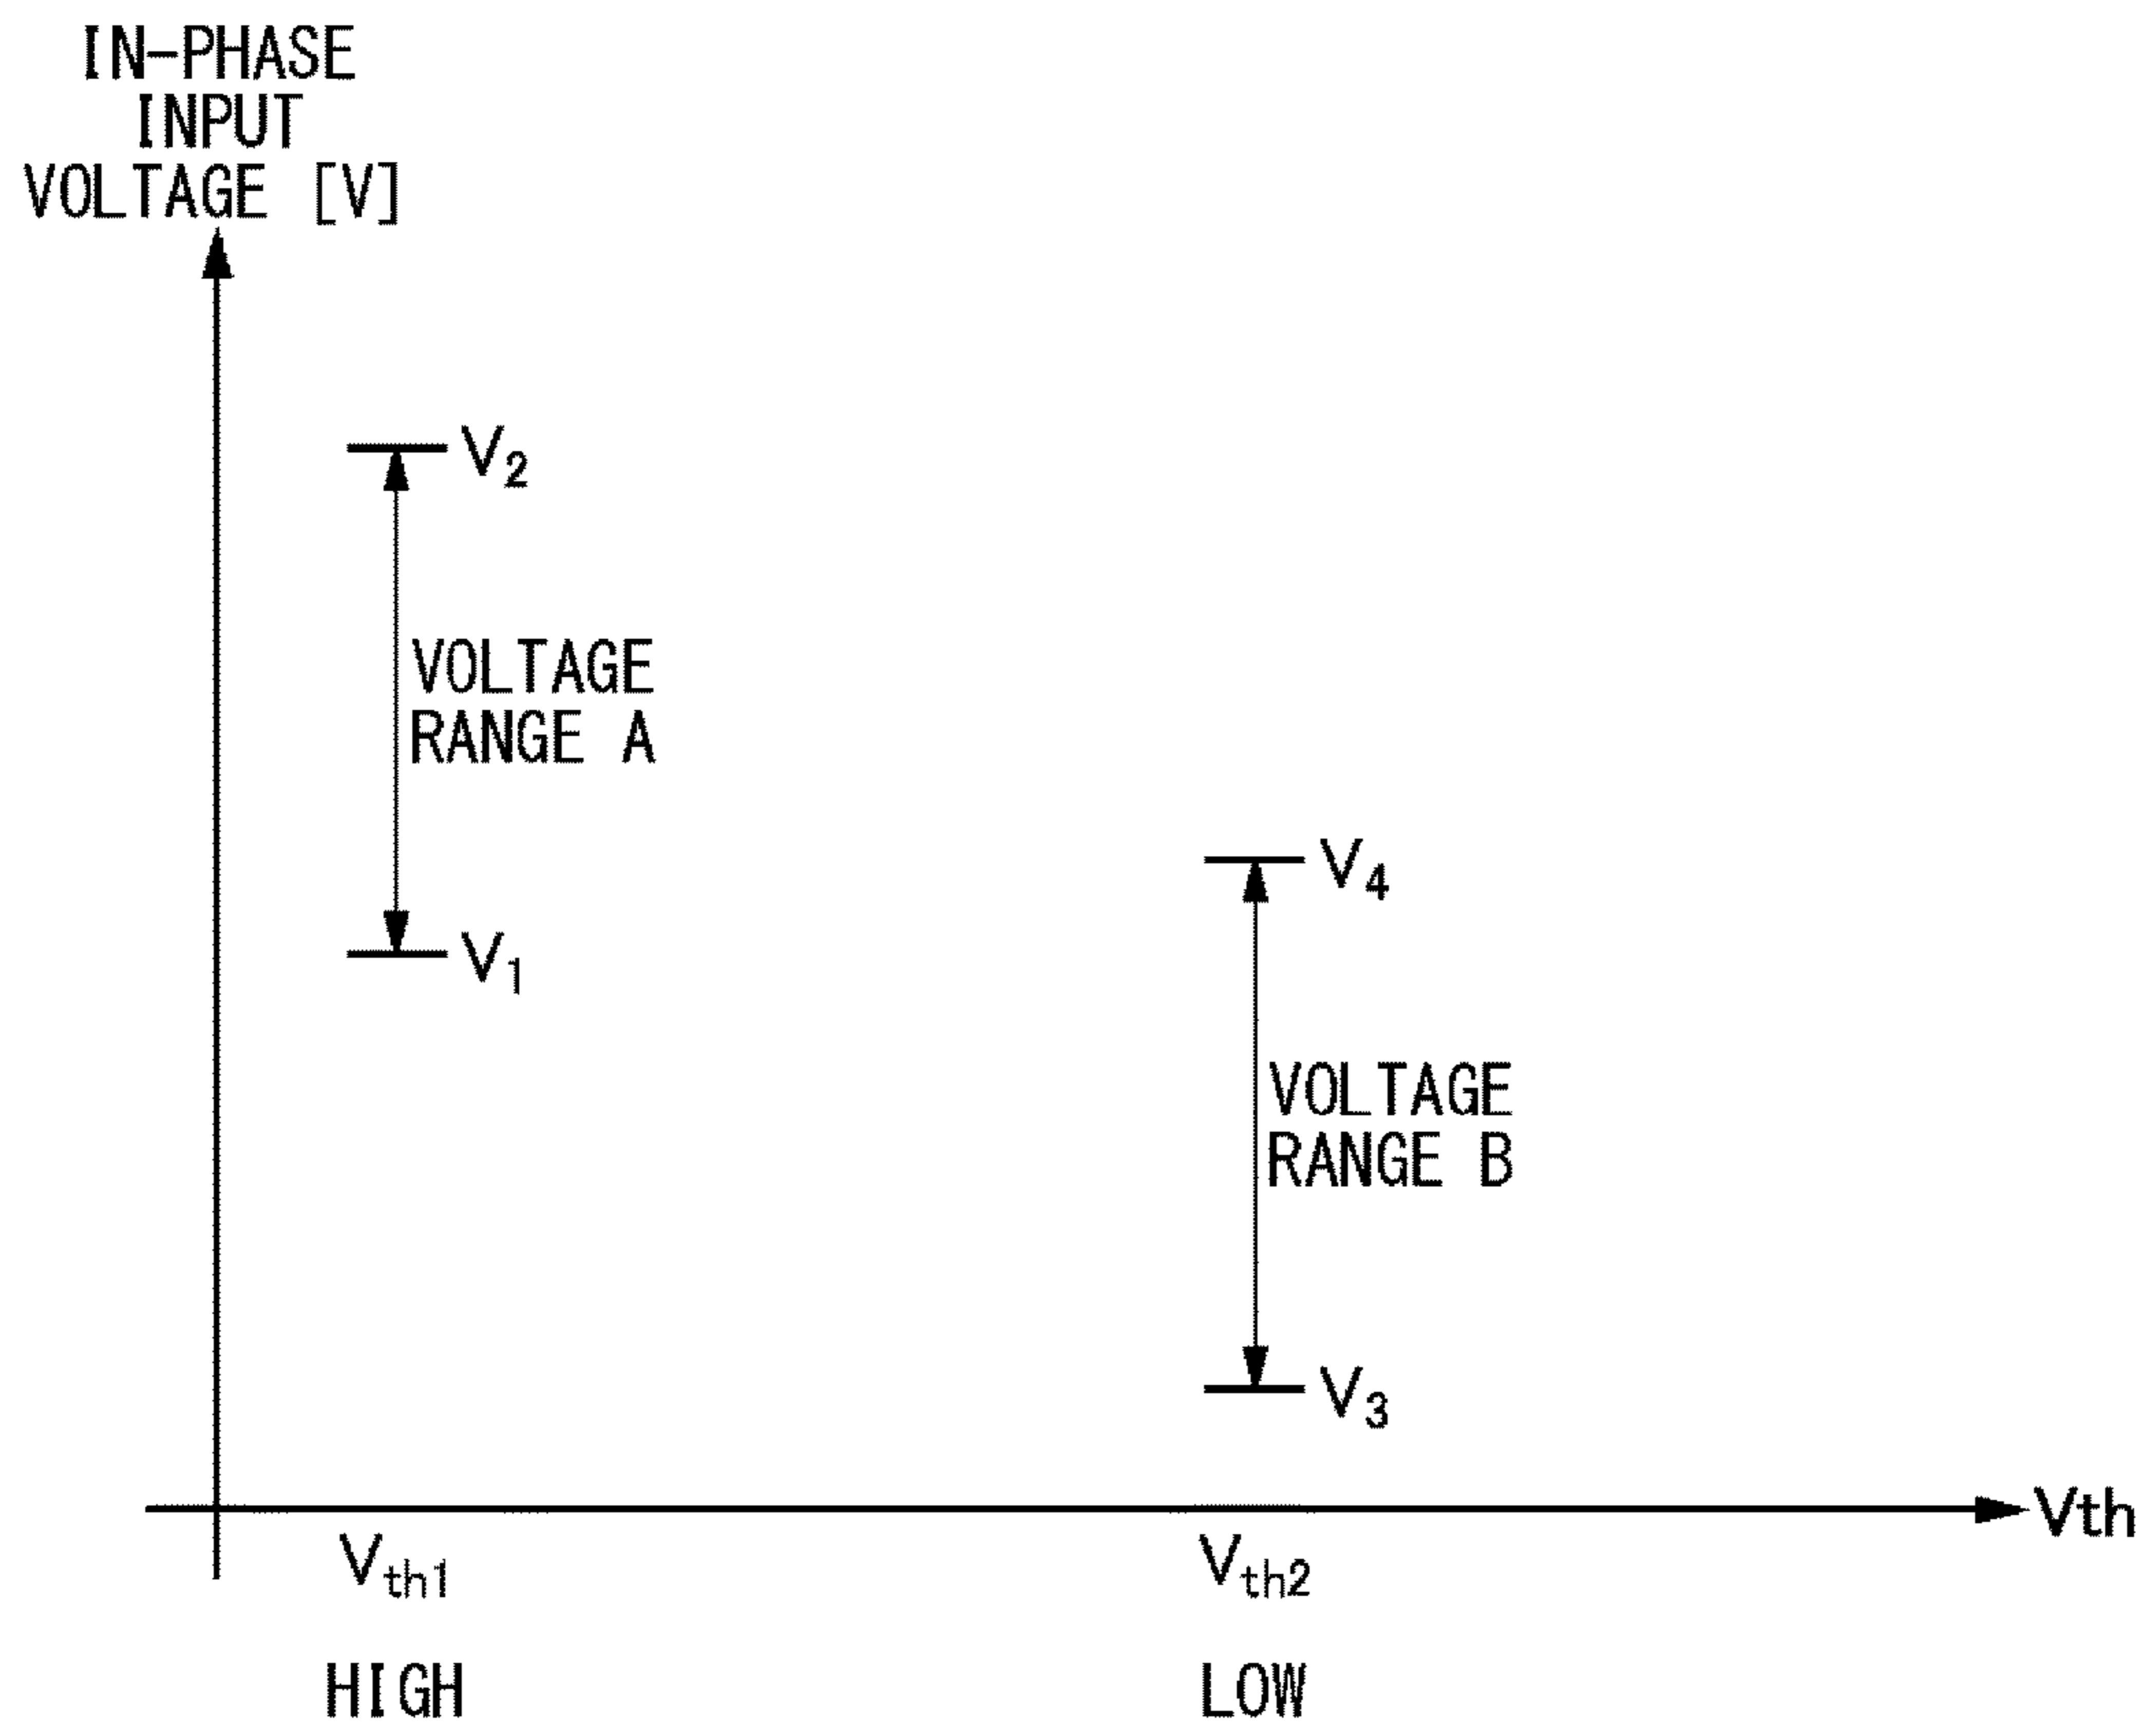 IN-PHASE
INPUT
VOLTAGE [V]
V2
VOLTAGE
RANGE A
V1
V4
VOLTAGE
RANGE B
V3
Vth
Vth1
Vth2
HIGH
LOW